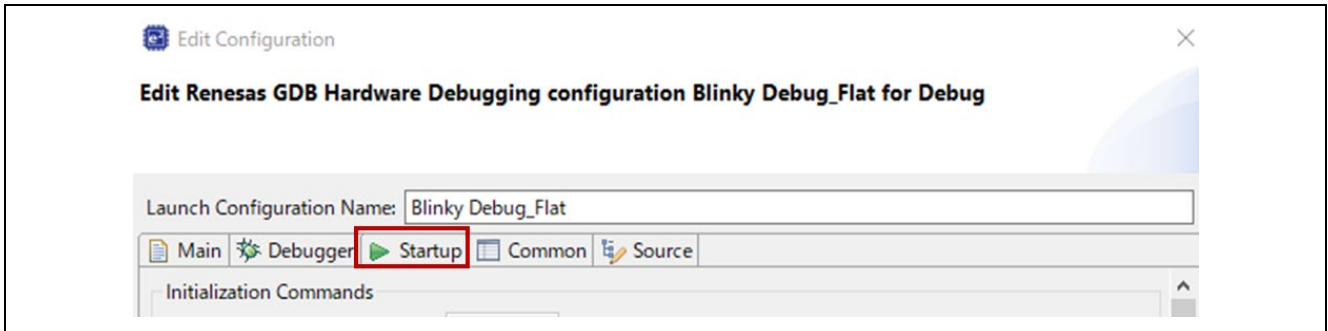 Edit Configuration
Edit Renesas GDB Hardware Debugging configuration Blinky Debug_Flat for Debug
Launch Configuration Name: Blinky Debug_Flat
Main Debugger Startup Common Source
Initialization Commands